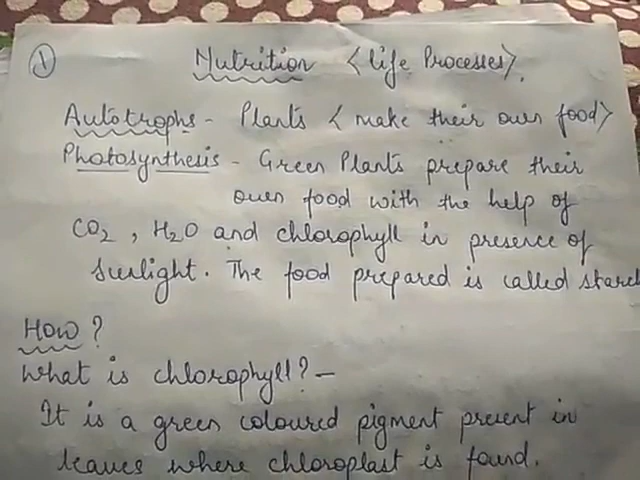 ① Nutrition <life Processes>.
Autotrophs - Plants < make their own food>
Photosynthesis - Green Plants prepare their
own food with the help of
CO2, H2O and chlorophyll in presence of
sunlight. The food prepared is called starch
How?
What is chlorophyll? -
It is a green coloured pigment present in
leaves where chloroplast is found.